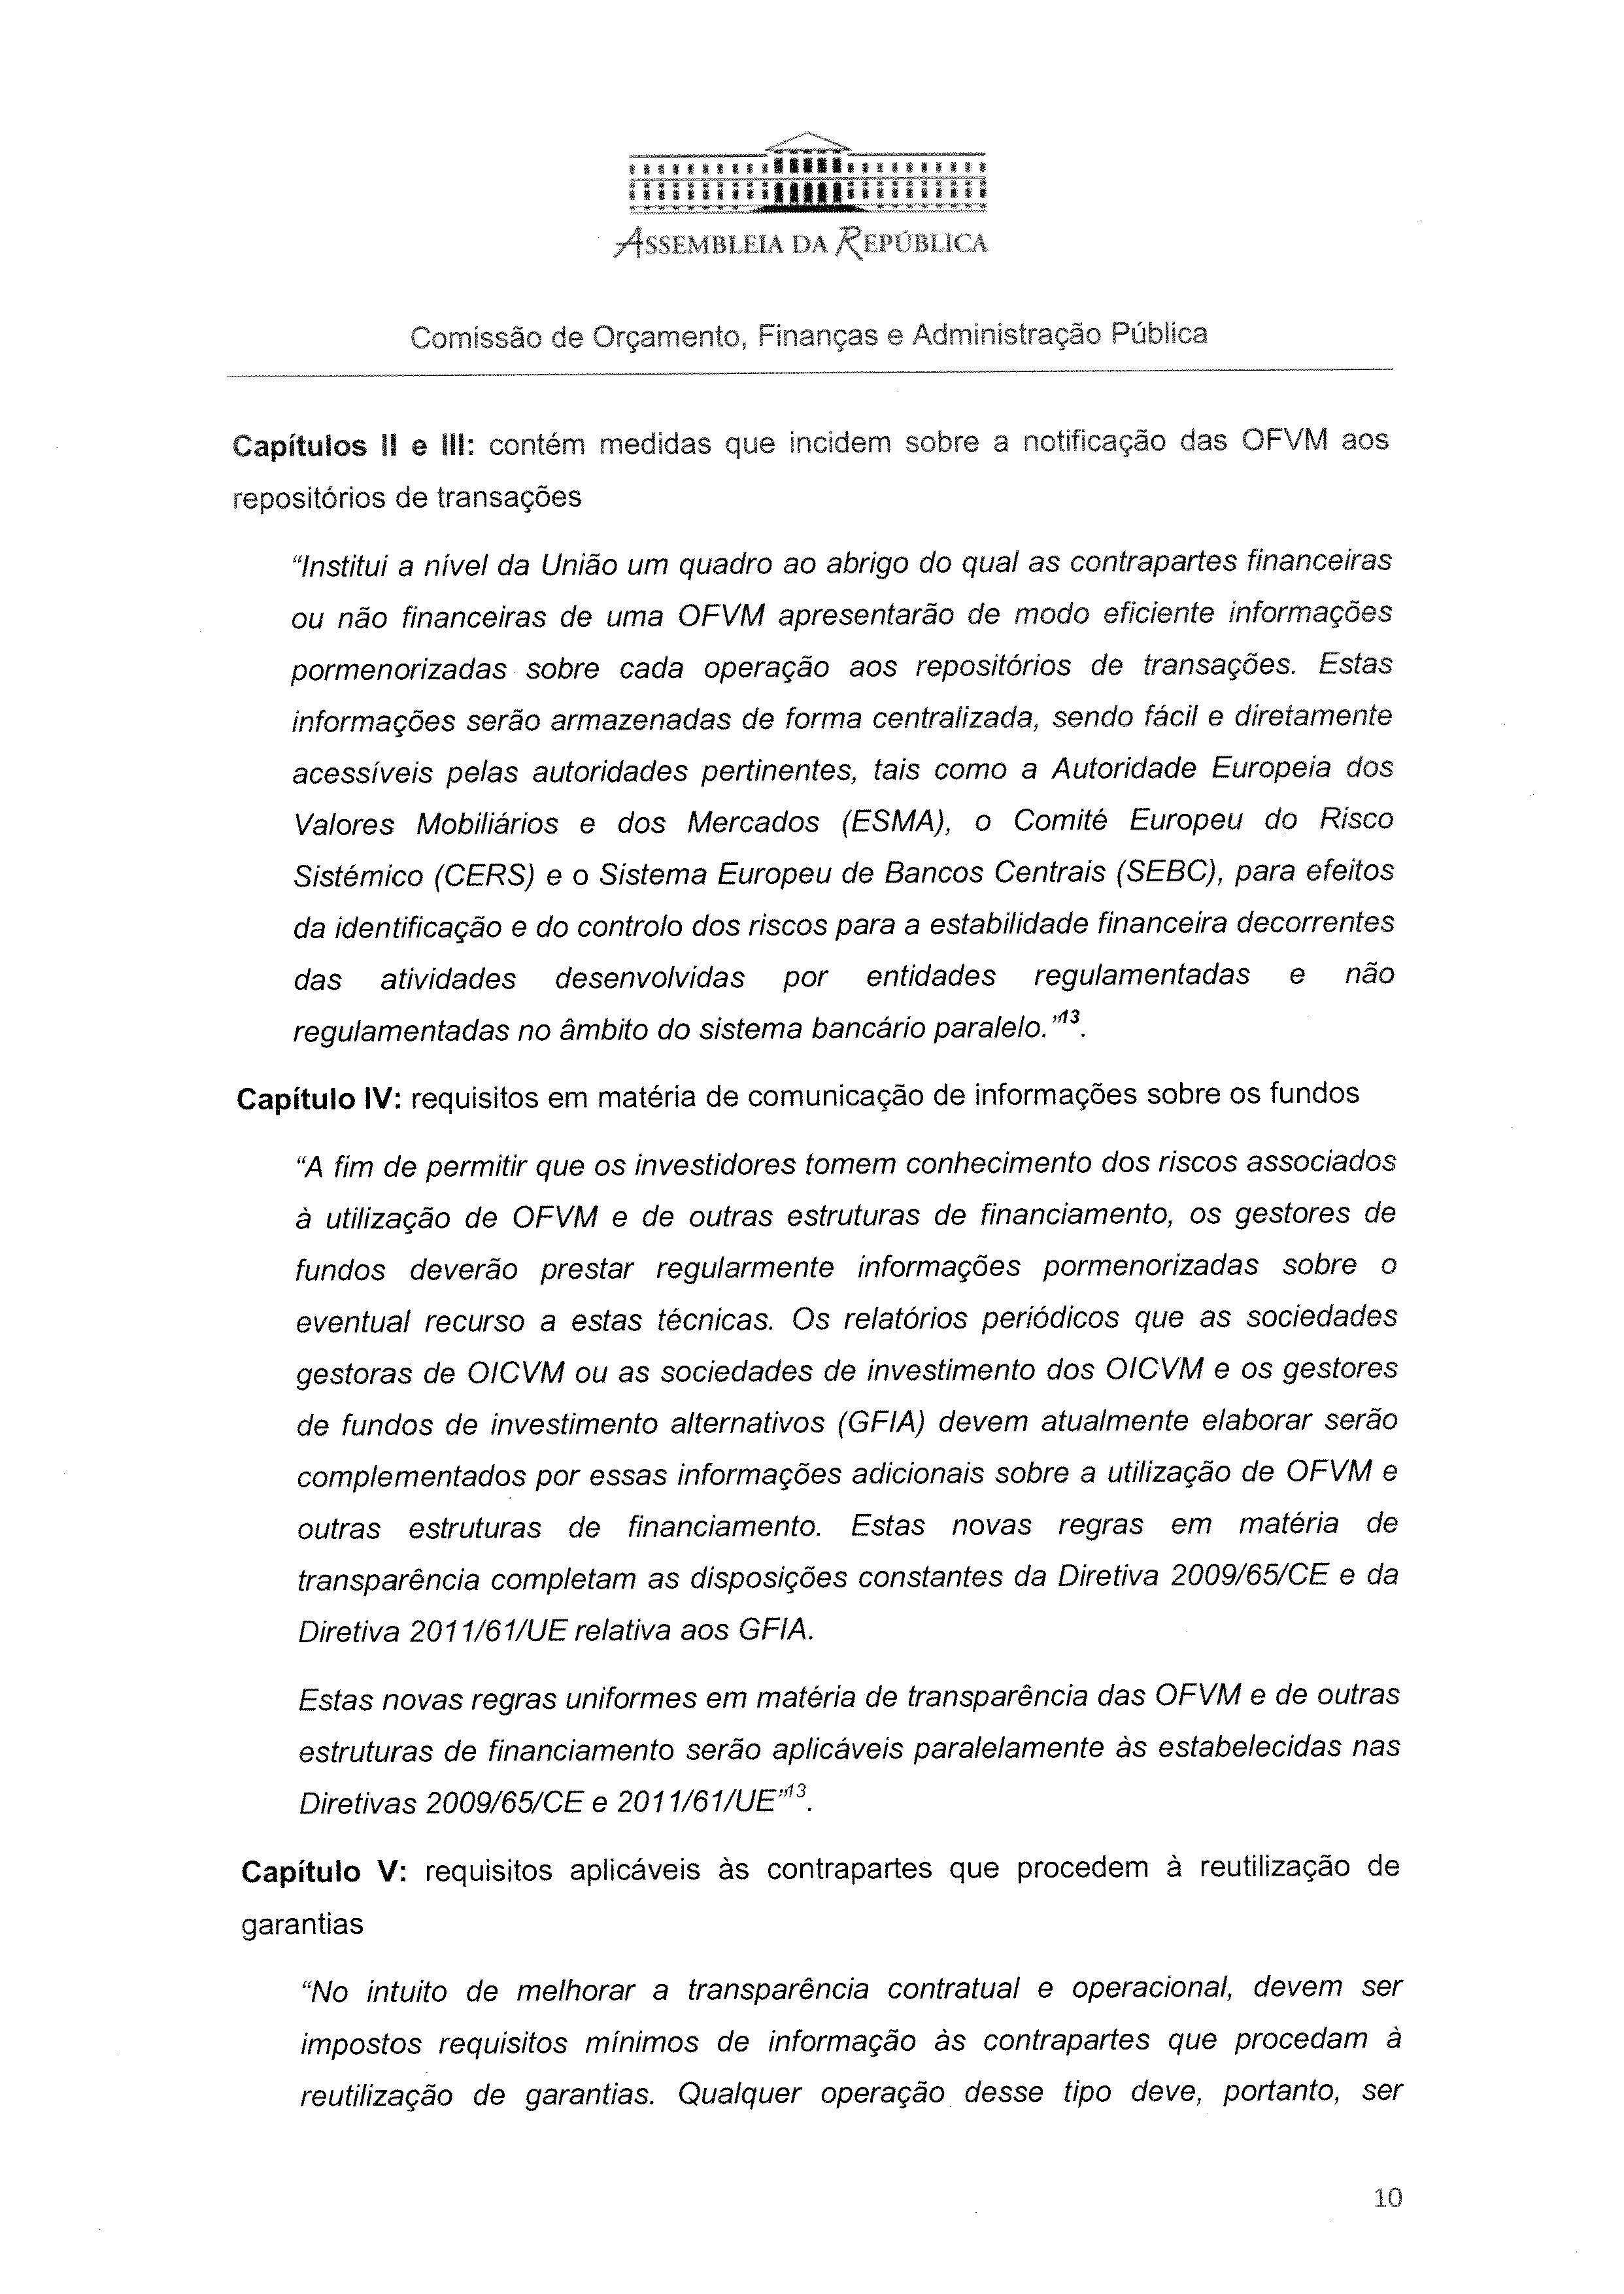 ASSEMBLEIA DA REPÚBLICA
Comissão de Orçamento, Finanças e Administração Pública
Capítulos II e III: contém medidas que incidem sobre a notificação das OFVM aos
repositórios de transações
“Institui a nível da União um quadro ao abrigo do qual as contrapartes financeiras
ou não financeiras de uma OFVM apresentarão de modo eficiente informações
pormenorizadas sobre cada operação aos repositórios de transações. Estas
informações serão armazenadas de forma centralizada, sendo fácil e diretamente
acessíveis pelas autoridades pertinentes, tais como a Autoridade Europeia dos
Valores Mobiliários e dos Mercados (ESMA), o Comité Europeu do Risco
Sistémico (CERS) e o Sistema Europeu de Bancos Centrais (SEBC), para efeitos
da identificação e do controlo dos riscos para a estabilidade financeira decorrentes
das atividades desenvolvidas por entidades regulamentadas e não
regulamentadas no âmbito do sistema bancário paralelo.”13.
Capítulo IV: requisitos em matéria de comunicação de informações sobre os fundos
“A fim de permitir que os investidores tomem conhecimento dos riscos associados
à utilização de OFVM e de outras estruturas de financiamento, os gestores de
fundos deverão prestar regularmente informações pormenorizadas sobre o
eventual recurso a estas técnicas. Os relatórios periódicos que as sociedades
gestoras de OICVM ou as sociedades de investimento dos OICVM e os gestores
de fundos de investimento alternativos (GFIA) devem atualmente elaborar serão
complementados por essas informações adicionais sobre a utilização de OFVM e
outras estruturas de financiamento. Estas novas regras em matéria de
transparência completam as disposições constantes da Diretiva 2009/65/CE e da
Diretiva 2011/61/UE relativa aos GFIA.
Estas novas regras uniformes em matéria de transparência das OFVM e de outras
estruturas de financiamento serão aplicáveis paralelamente às estabelecidas nas
Diretivas 2009/65/CE e 2011/61/UE”13.
Capítulo V: requisitos aplicáveis às contrapartes que procedem à reutilização de
garantias
“No intuito de melhorar a transparência contratual e operacional, devem ser
impostos requisitos mínimos de informação às contrapartes que procedam à
reutilização de garantias. Qualquer operação desse tipo deve, portanto, ser
10